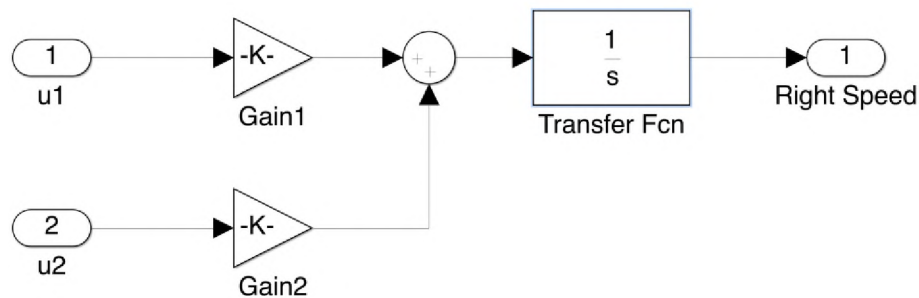 1
u1
-K-
Gain1
+
+
1
s
Transfer Fcn
1
Right Speed
2
u2
-K-
Gain2